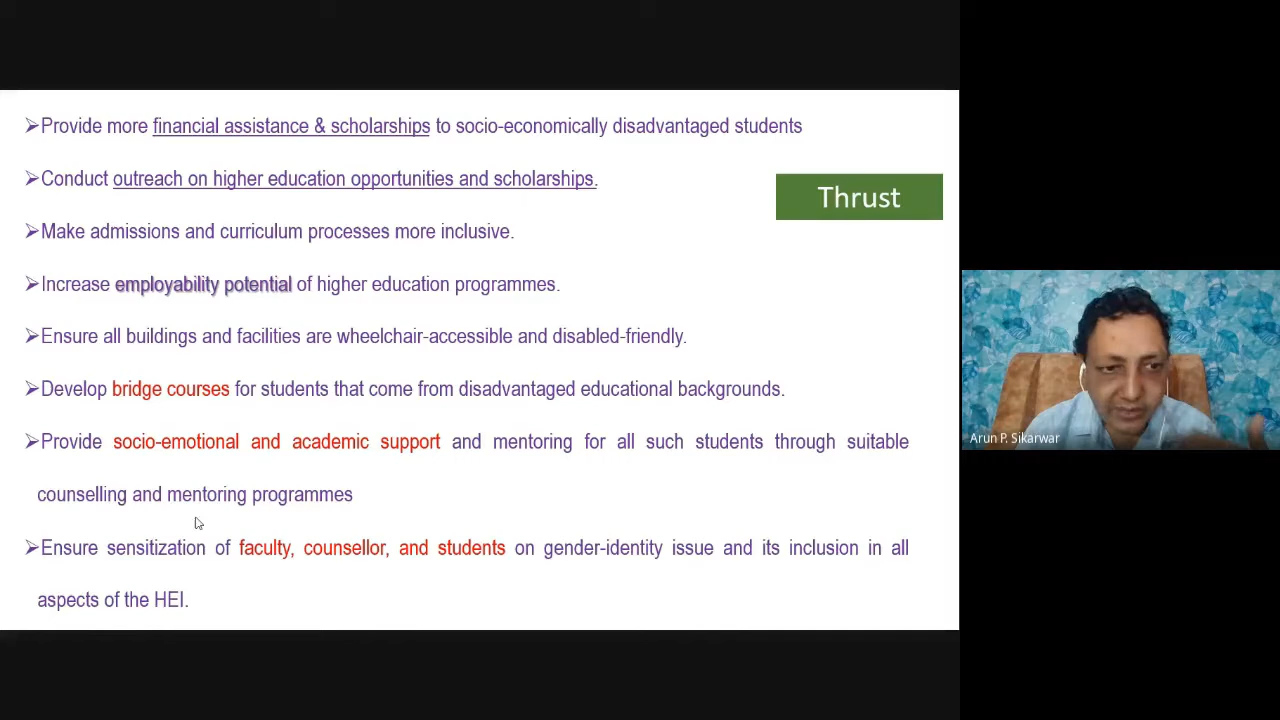 ➢Provide more financial assistance & scholarships to socio-economically disadvantaged students
➢Conduct outreach on higher education opportunities and scholarships.
Thrust
➢Make admissions and curriculum processes more inclusive.
➢Increase employability potential of higher education programmes.
➢Ensure all buildings and facilities are wheelchair-accessible and disabled-friendly.
➢Develop bridge courses for students that come from disadvantaged educational backgrounds.
➢Provide socio-emotional and academic support and mentoring for all such students through suitable
counselling and mentoring programmes
➢Ensure sensitization of faculty, counsellor, and students on gender-identity issue and its inclusion in all
aspects of the HEI.
Arun P. Sikarwar